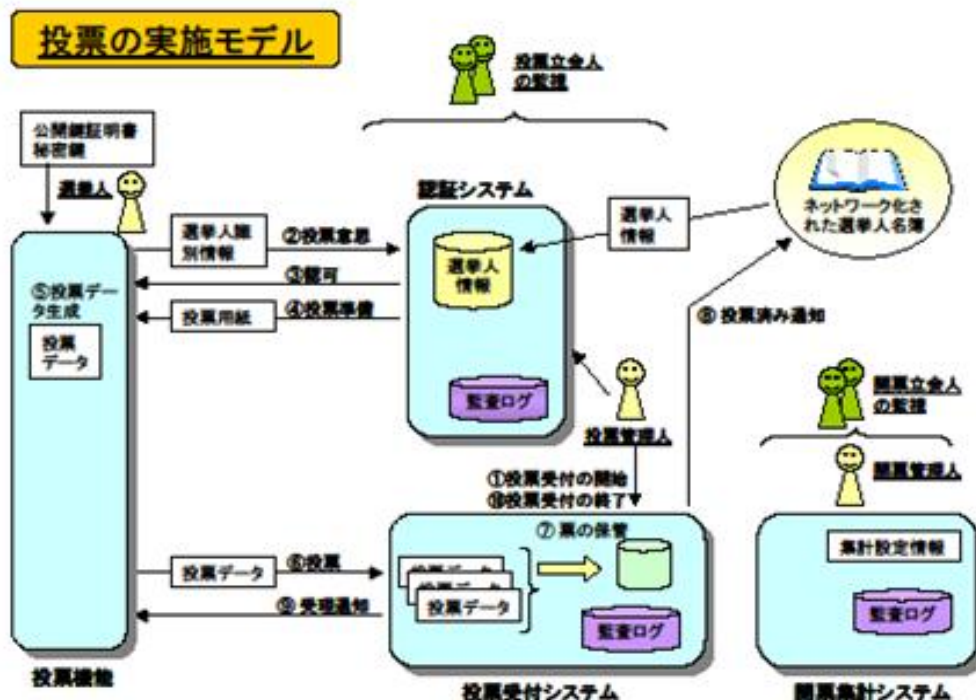 投票の実施モデル
投票立会人
の監視
公開鍵証明書
秘密鍵
選挙人
認証システム
選挙人識
別情報
②投票意思
③認可
投票用紙
④投票準備
選挙人
情報
選挙人
情報
ネットワーク化さ
れた選挙人名簿
⑤投票デー
タ生成
投票
データ
監査ログ
⑧ 投票済み通知
投票管理人
開票立会人
の監視
開票管理人
①投票受付の開始
⑩投票受付の終了
⑦ 票の保管
投票データ
⑥投票
⑨ 受理通知
投票データ
投票データ
投票データ
監査ログ
集計設定情報
監査ログ
投票機能
投票受付システム
開票集計システム